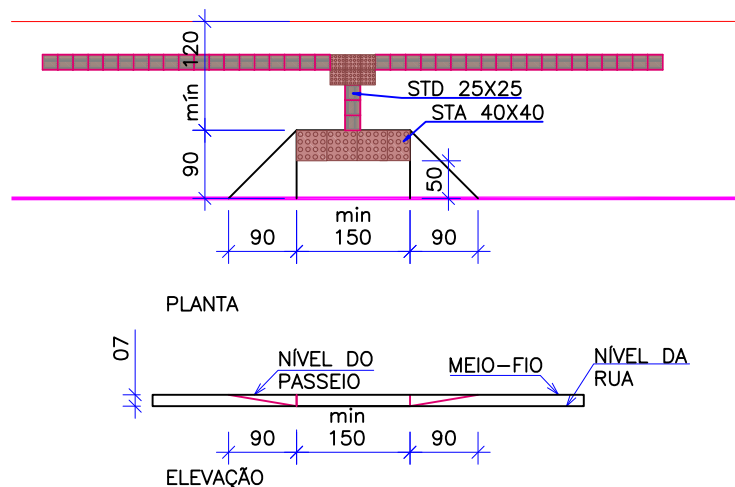 120
mín
90
STD 25X25
STA 40X40
50
min
90
150
90
PLANTA
07
NÍVEL DO
PASSEIO
MEIO-FIO
NÍVEL DA
RUA
min
90
150
90
ELEVAÇÃO